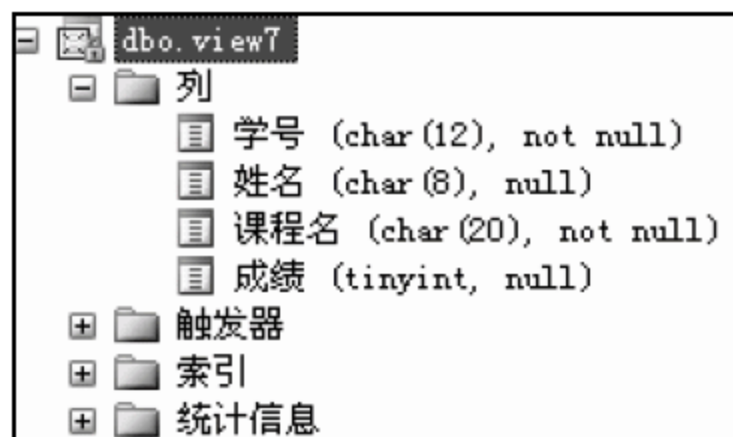 dbo.view7
列
学号 (char(12), not null)
姓名 (char(8), null)
课程名 (char(20), not null)
成绩 (tinyint, null)
触发器
索引
统计信息